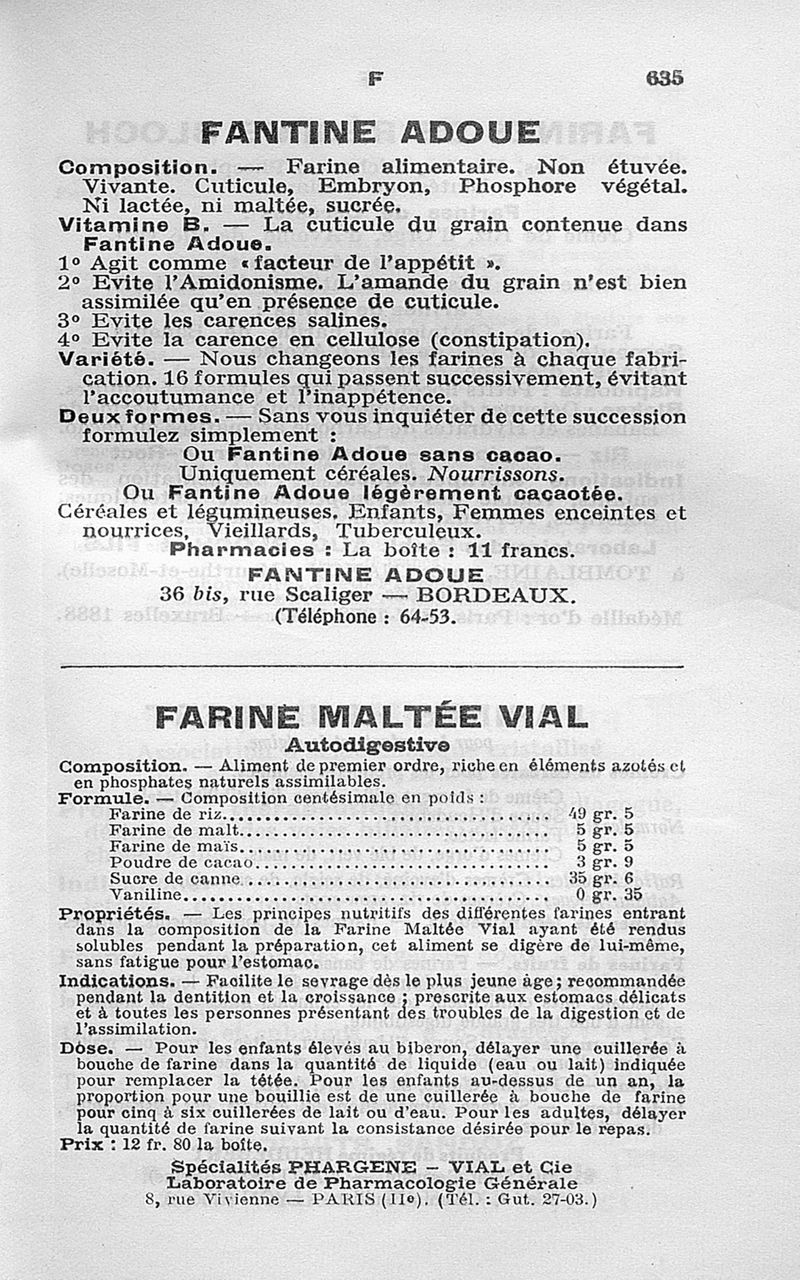 F 635
FANTINE ADOUE
Composition. — Farine alimentaire. Non étuvée.
Vivante. Cuticule, Embryon, Phosphore végétal.
Ni lactée, ni maltée, sucrée.
Vitamine B. — La cuticule du grain contenue dans
Fantine Adoue.
1º Agit comme « facteur de l'appétit ».
2º Evite l'Amidonisme. L'amande du grain n'est bien
assimilée qu'en présence de cuticule.
3º Evite les carences salines.
4º Evite la carence en cellulose (constipation).
Variété. — Nous changeons les farines à chaque fabri-
cation. 16 formules qui passent successivement, évitant
l'accoutumance et l'inappétence.
Deux formes. — Sans vous inquiéter de cette succession
formulez simplement :
Ou Fantine Adoue sans cacao.
Uniquement céréales. Nourrissons.
Ou Fantine Adoue légèrement cacaotée.
Céréales et légumineuses. Enfants, Femmes enceintes et
nourrices, Vieillards, Tuberculeux.
Pharmacies : La boîte : 11 francs.
FANTINE ADOUE
36 bis, rue Scaliger — BORDEAUX.
(Téléphone : 64-53.
FARINE MALTÉE VIAL
Autodigestive
Composition. — Aliment de premier ordre, riche en éléments azotés et
en phosphates naturels assimilables.
Formule. — Composition centésimale en poids :
Farine de riz.................................... 49 gr. 5
Farine de malt.................................. 5 gr. 5
Farine de maïs.................................. 5 gr. 5
Poudre de cacao................................ 3 gr. 9
Sucre de canne................................. 35 gr. 6
Vaniline........................................ 0 gr. 35
Propriétés. — Les principes nutritifs des différentes farines entrant
dans la composition de la Farine Maltée Vial ayant été rendus
solubles pendant la préparation, cet aliment se digère de lui-même,
sans fatigue pour l'estomac.
Indications. — Facilite le sevrage dès le plus jeune âge ; recommandée
pendant la dentition et la croissance ; prescrite aux estomacs délicats
et à toutes les personnes présentant des troubles de la digestion et de
l'assimilation.
Dose. — Pour les enfants élevés au biberon, délayer une cuillerée à
bouche de farine dans la quantité de liquide (eau ou lait) indiquée
pour remplacer la tétée. Pour les enfants au-dessus de un an, la
proportion pour une bouillie est de une cuillerée à bouche de farine
pour cinq à six cuillerées de lait ou d'eau. Pour les adultes, délayer
la quantité de farine suivant la consistance désirée pour le repas.
Prix : 12 fr. 80 la boîte.
Spécialités PHARGENE – VIAL et Cie
Laboratoire de Pharmacologie Générale
8, rue Vivienne — PARIS (IIe). (Tél. : Gut. 27-03.)